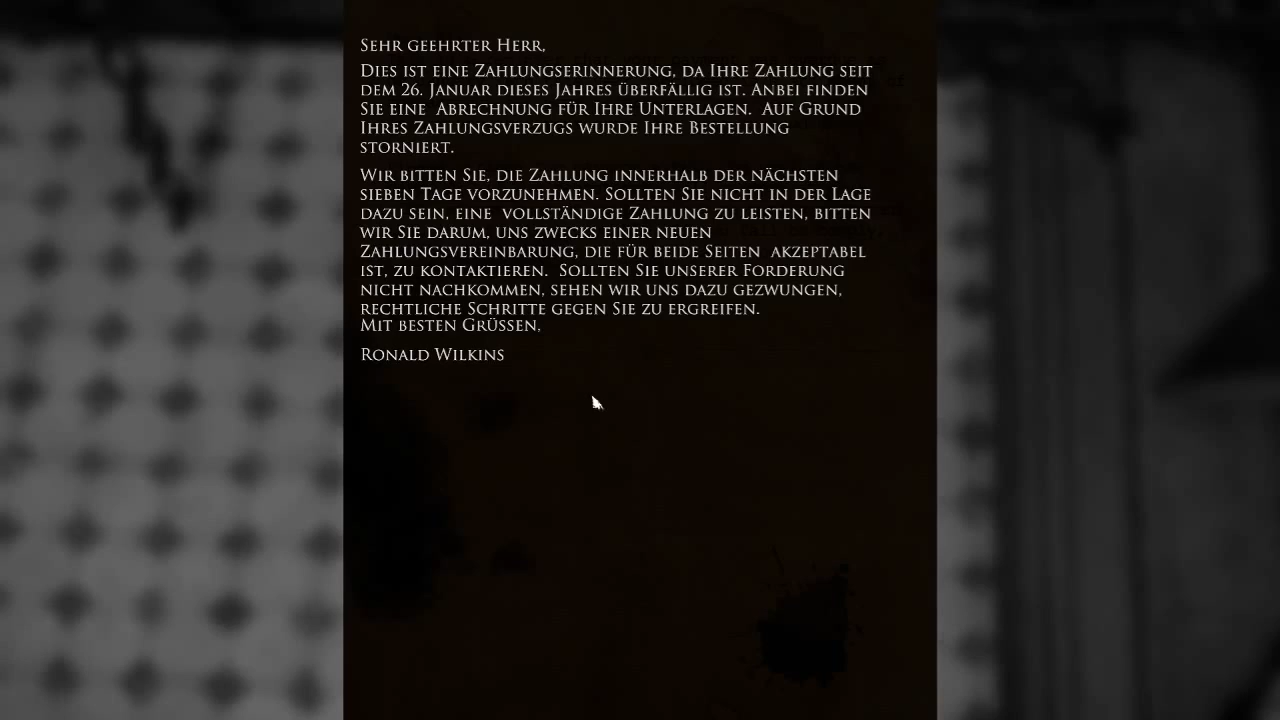 Sehr geehrter Herr,
Dies ist eine Zahlungserinnerung, da Ihre Zahlung seit
dem 26. Januar dieses Jahres überfällig ist. Anbei finden
Sie eine  Abrechnung für Ihre Unterlagen.  Auf Grund
Ihres Zahlungsverzugs wurde Ihre Bestellung
storniert.
Wir bitten Sie, die Zahlung innerhalb der nächsten
sieben Tage vorzunehmen. Sollten Sie nicht in der Lage
dazu sein, eine  vollständige Zahlung zu leisten, bitten
wir Sie darum, uns zwecks einer neuen
Zahlungsvereinbarung, die für beide Seiten  akzeptabel
ist, zu kontaktieren.  Sollten Sie unserer Forderung
nicht nachkommen, sehen wir uns dazu gezwungen,
rechtliche Schritte gegen Sie zu ergreifen.
Mit besten Grüssen,
Ronald Wilkins